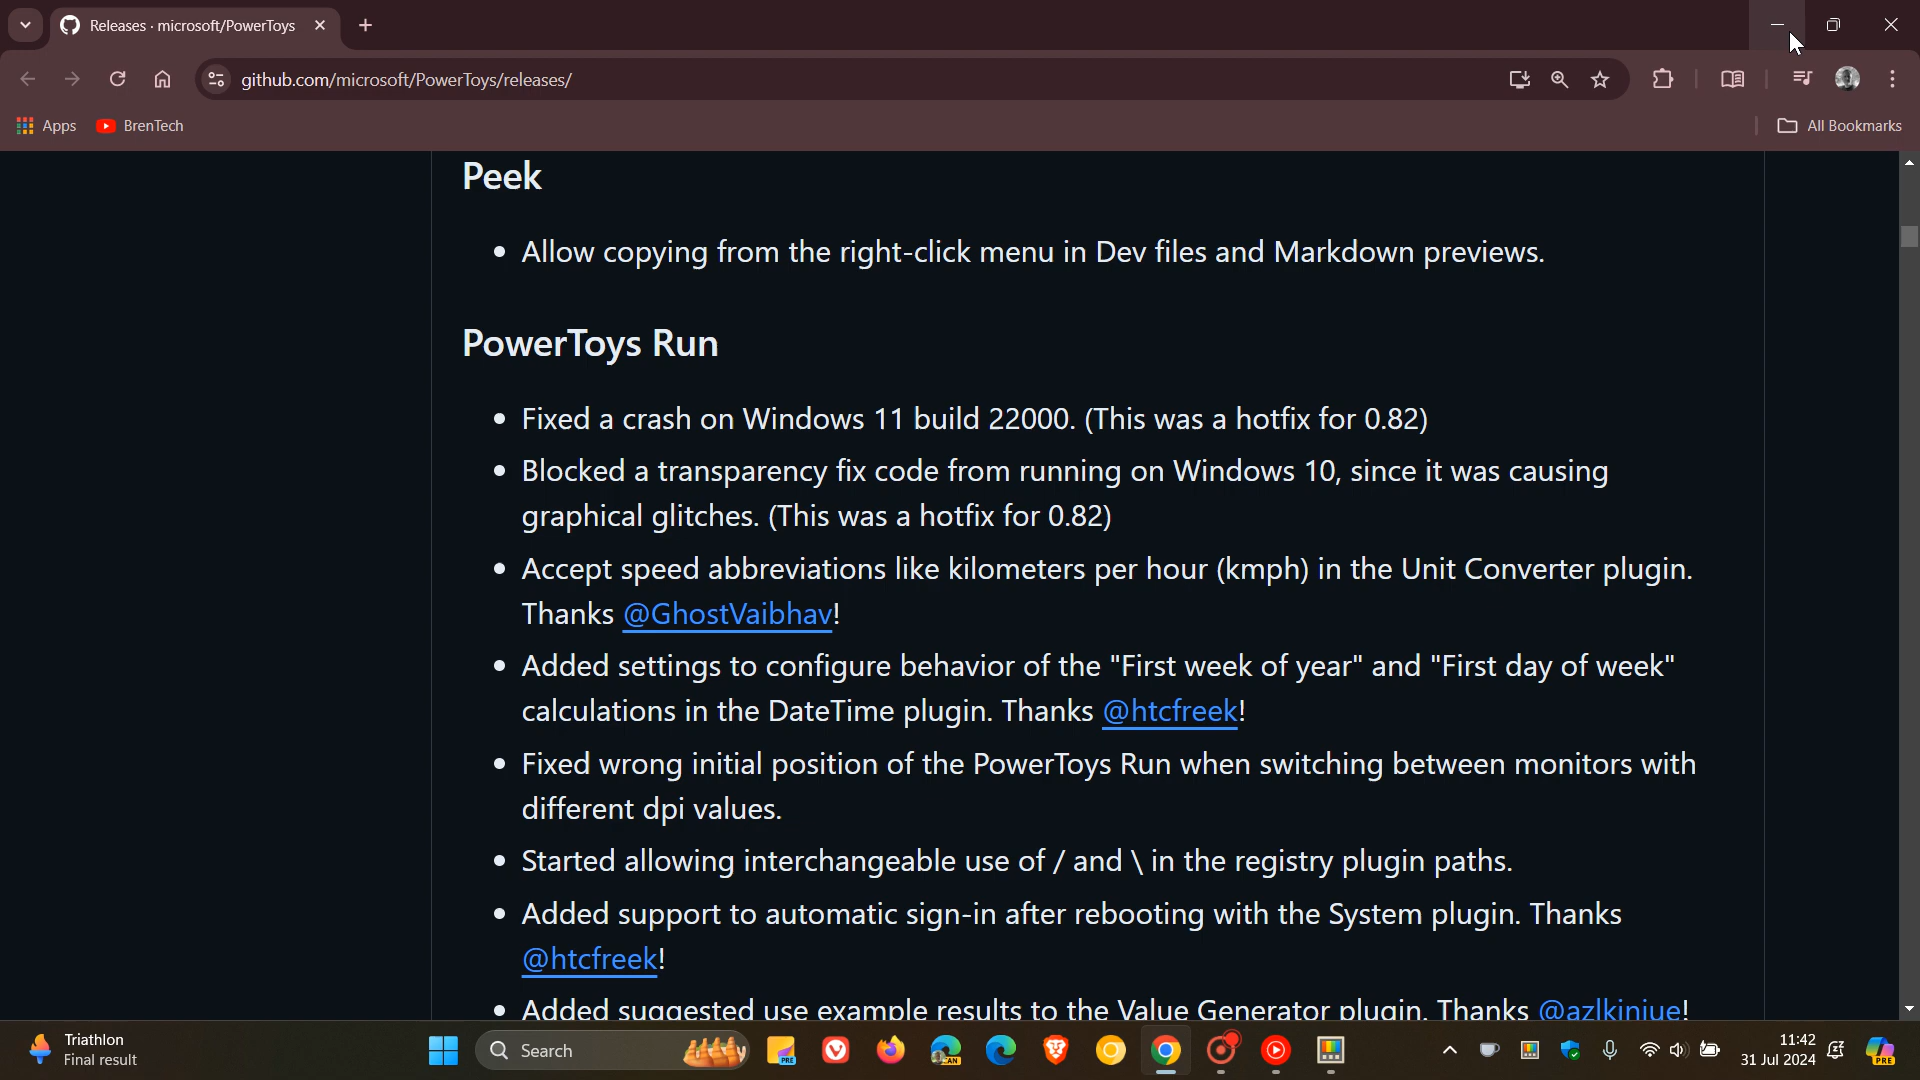 Releases · microsoft/PowerToys
github.com/microsoft/PowerToys/releases/
Apps
BrenTech
All Bookmarks
Peek
• Allow copying from the right-click menu in Dev files and Markdown previews.
PowerToys Run
• Fixed a crash on Windows 11 build 22000. (This was a hotfix for 0.82)
• Blocked a transparency fix code from running on Windows 10, since it was causing
graphical glitches. (This was a hotfix for 0.82)
• Accept speed abbreviations like kilometers per hour (kmph) in the Unit Converter plugin.
Thanks @GhostVaibhav!
• Added settings to configure behavior of the "First week of year" and "First day of week"
calculations in the DateTime plugin. Thanks @htcfreek!
• Fixed wrong initial position of the PowerToys Run when switching between monitors with
different dpi values.
• Started allowing interchangeable use of / and \ in the registry plugin paths.
• Added support to automatic sign-in after rebooting with the System plugin. Thanks
@htcfreek!
• Added suggested use example results to the Value Generator plugin. Thanks @azlkiniue!
Triathlon
Final result
Search
PRE
CAN
11:42
31 Jul 2024
PRE